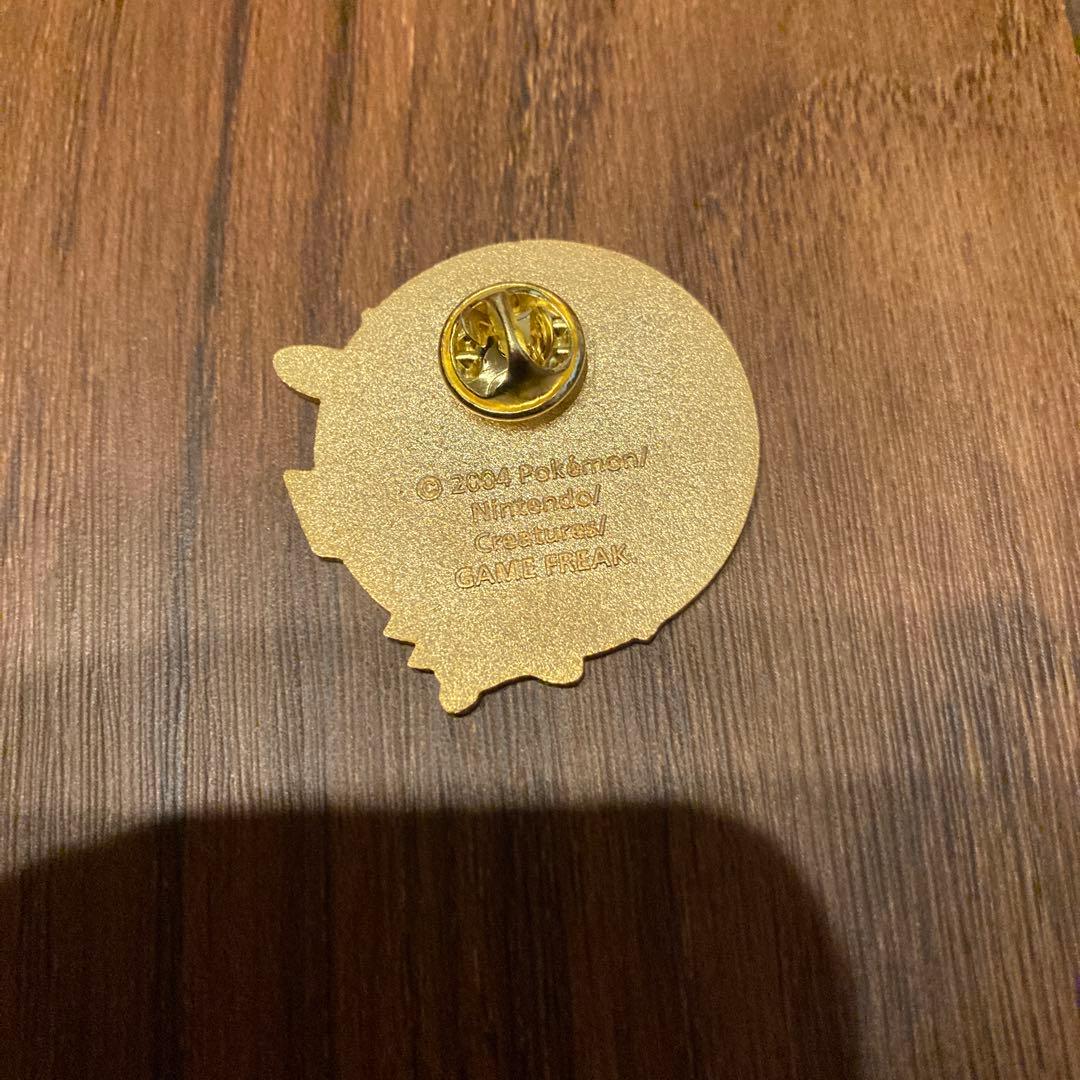 © 2004 Pokémon/
Nintendo/
Creatures/
GAME FREAK.